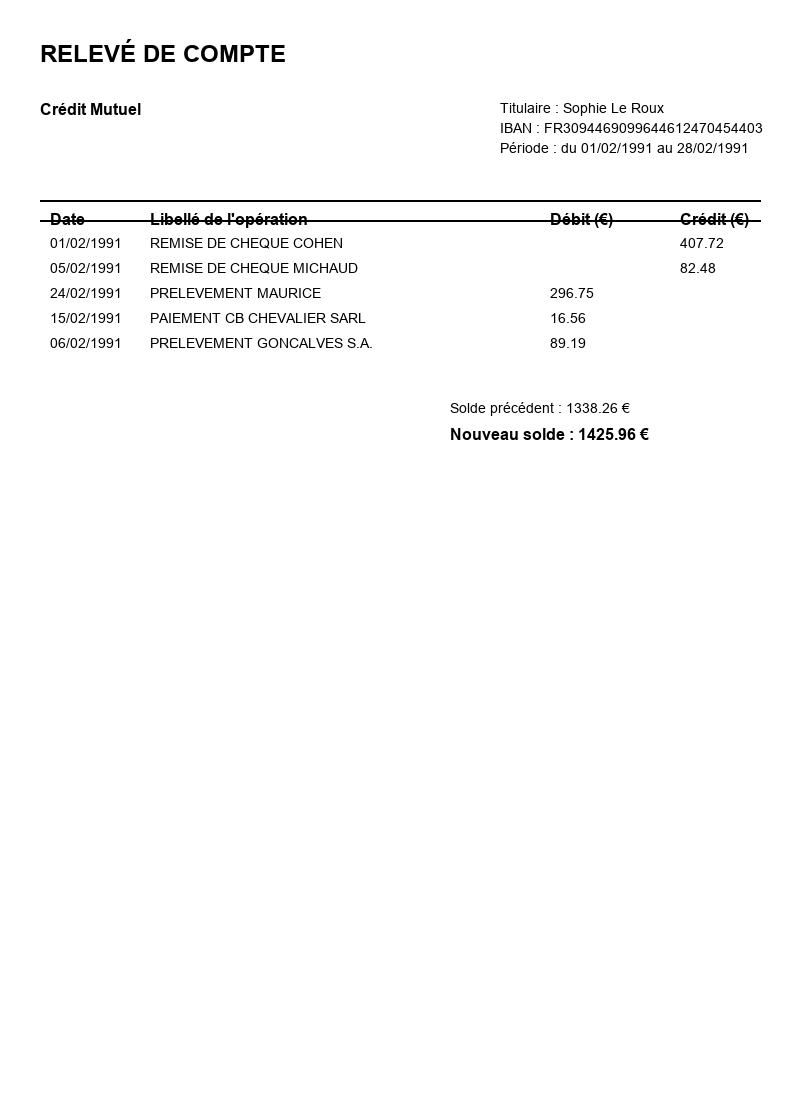 RELEVÉ DE COMPTE
Crédit Mutuel
Titulaire : Sophie Le Roux
IBAN : FR3094469099644612470454403
Période : du 01/02/1991 au 28/02/1991
Date Libellé de l'opération Débit (€) Crédit (€)
01/02/1991 REMISE DE CHEQUE COHEN 407.72
05/02/1991 REMISE DE CHEQUE MICHAUD 82.48
24/02/1991 PRELEVEMENT MAURICE 296.75
15/02/1991 PAIEMENT CB CHEVALIER SARL 16.56
06/02/1991 PRELEVEMENT GONCALVES S.A. 89.19
Solde précédent : 1338.26 €
Nouveau solde : 1425.96 €